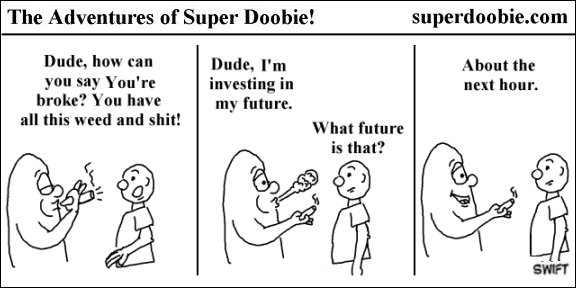 The Adventures of Super Doobie!
superdoobie.com
Dude, how can
you say You're
broke? You have
all this weed and shit!
Dude, I'm
investing in
my future.
What future
is that?
About the
next hour.
SWIFT